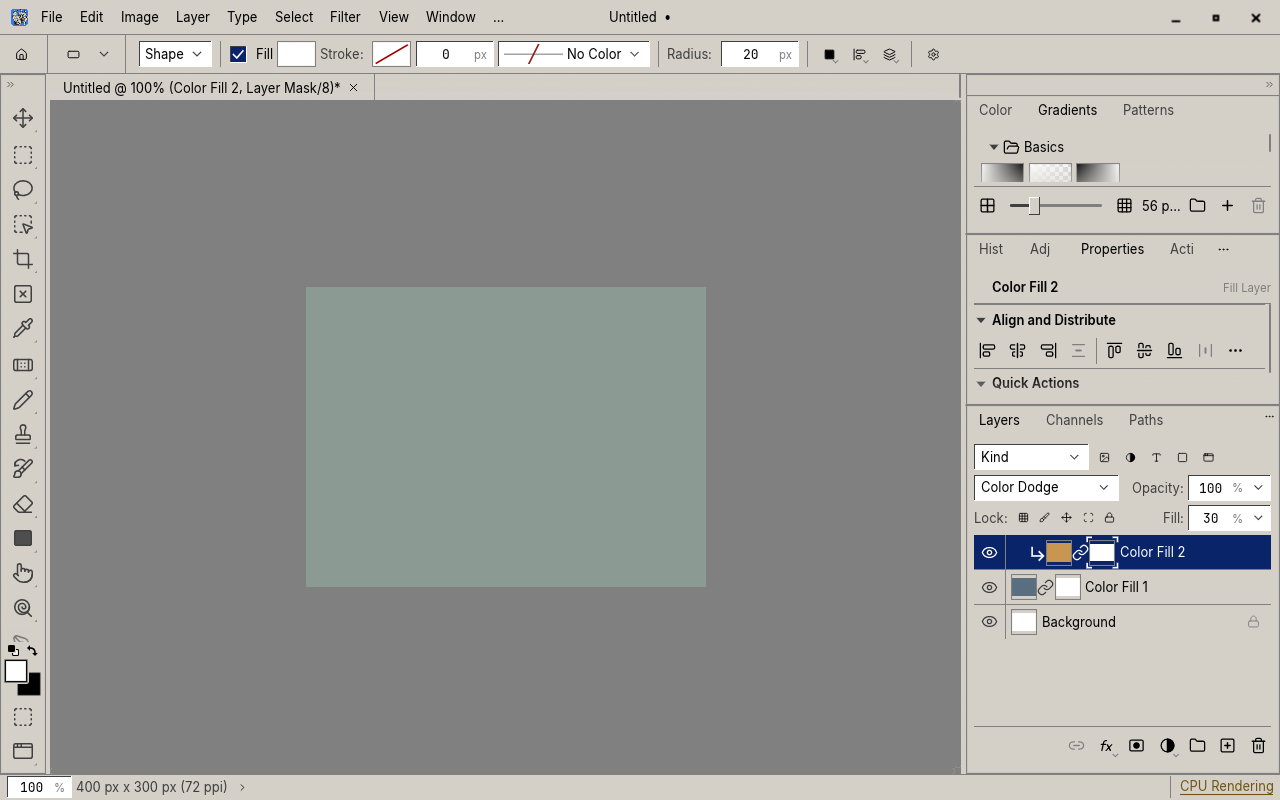 File Edit Image Layer Type Select Filter View Window ... Untitled •
Shape Fill Stroke: 0 px No Color Radius: 20 px
Untitled @ 100% (Color Fill 2, Layer Mask/8)*
Color Gradients Patterns
Basics
56 p...
Hist Adj Properties Acti
Color Fill 2 Fill Layer
Align and Distribute
Quick Actions
Layers Channels Paths
Kind
Color Dodge Opacity: 100 %
Lock: Fill: 30 %
Color Fill 2
Color Fill 1
Background
fx
100 % 400 px x 300 px (72 ppi) CPU Rendering